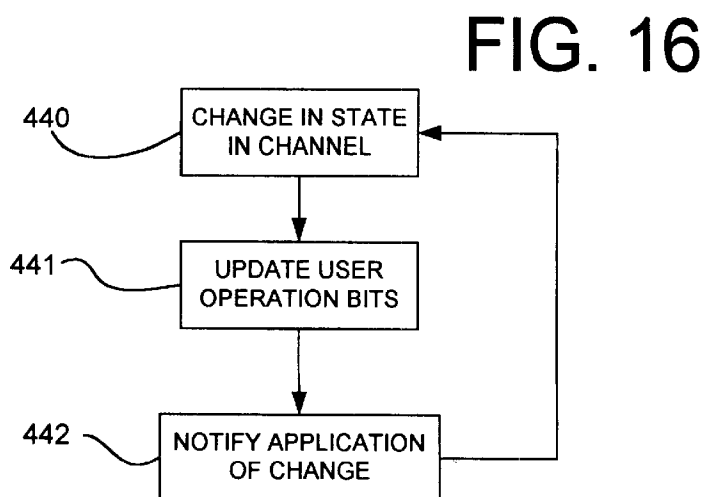 FIG. 16
440
CHANGE IN STATE
IN CHANNEL
441
UPDATE USER
OPERATION BITS
442
NOTIFY APPLICATION
OF CHANGE